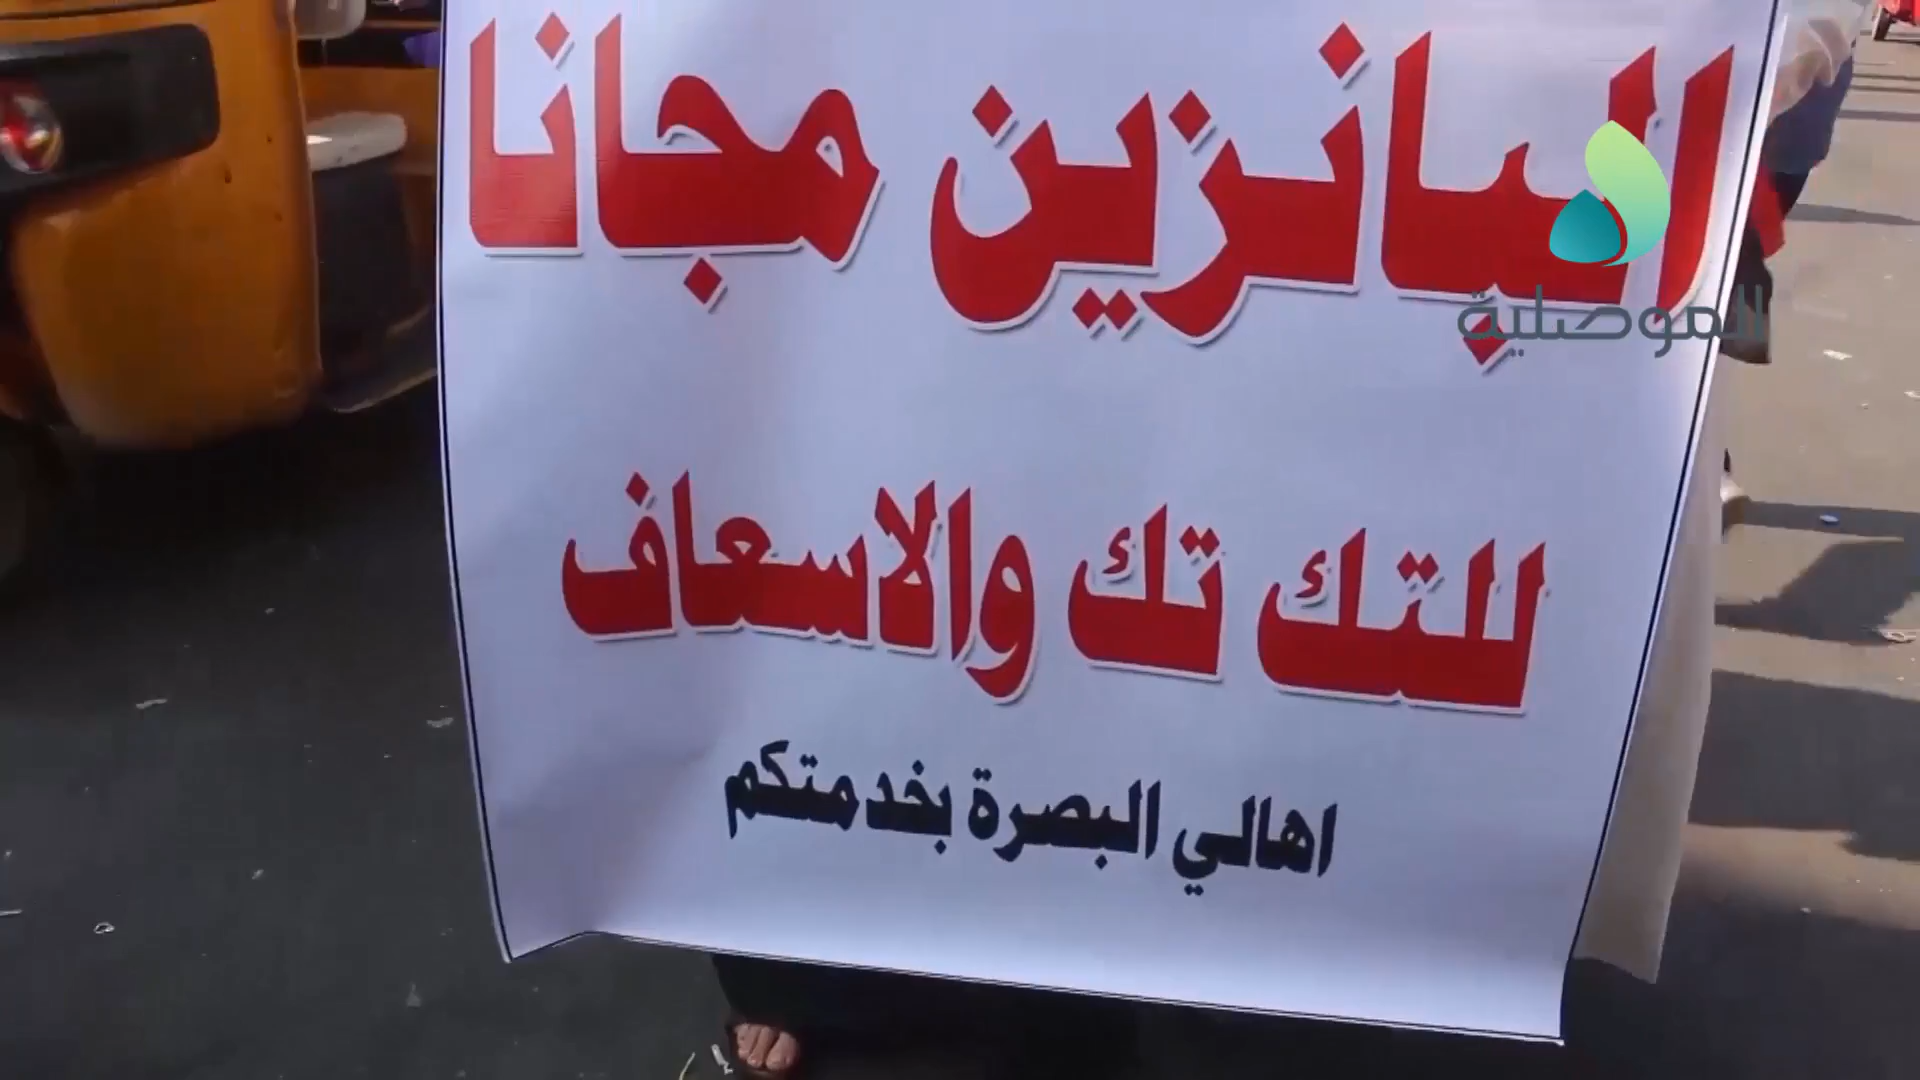 البانزين مجانا
الموصلية
للتك تك والاسعاف
اهالي البصرة بخدمتكم